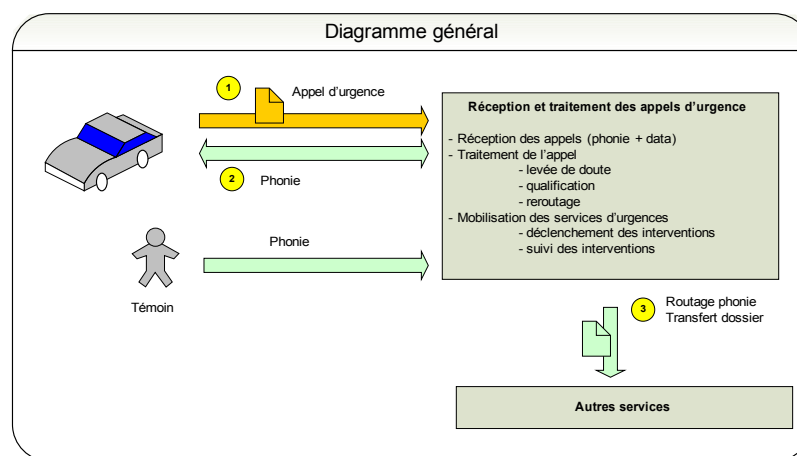 Diagramme général
1
Appel d'urgence
2
Phonie
Témoin
Phonie
Réception et traitement des appels d'urgence
- Réception des appels (phonie + data)
- Traitement de l'appel
- levée de doute
- qualification
- reroutage
- Mobilisation des services d'urgences
- déclenchement des interventions
- suivi des interventions
3
Routage phonie
Transfert dossier
Autres services